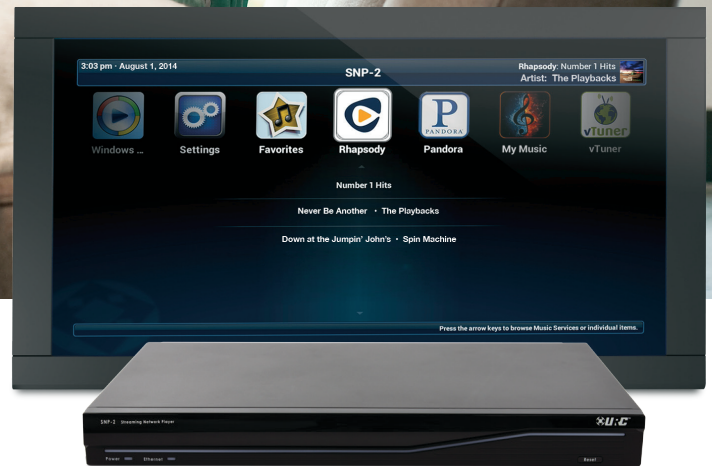 3:03 pm · August 1, 2014
SNP-2
Rhapsody: Number 1 Hits
Artist: The Playbacks
PANDORA
vTuner
Windows ...
Settings
Favorites
Rhapsody
Pandora
My Music
vTuner
Number 1 Hits
Never Be Another · The Playbacks
Down at the Jumpin' John's · Spin Machine
Press the arrow keys to browse Music Services or individual items.
SNP-2 Streaming Network Player
URC
Power
Ethernet
Reset